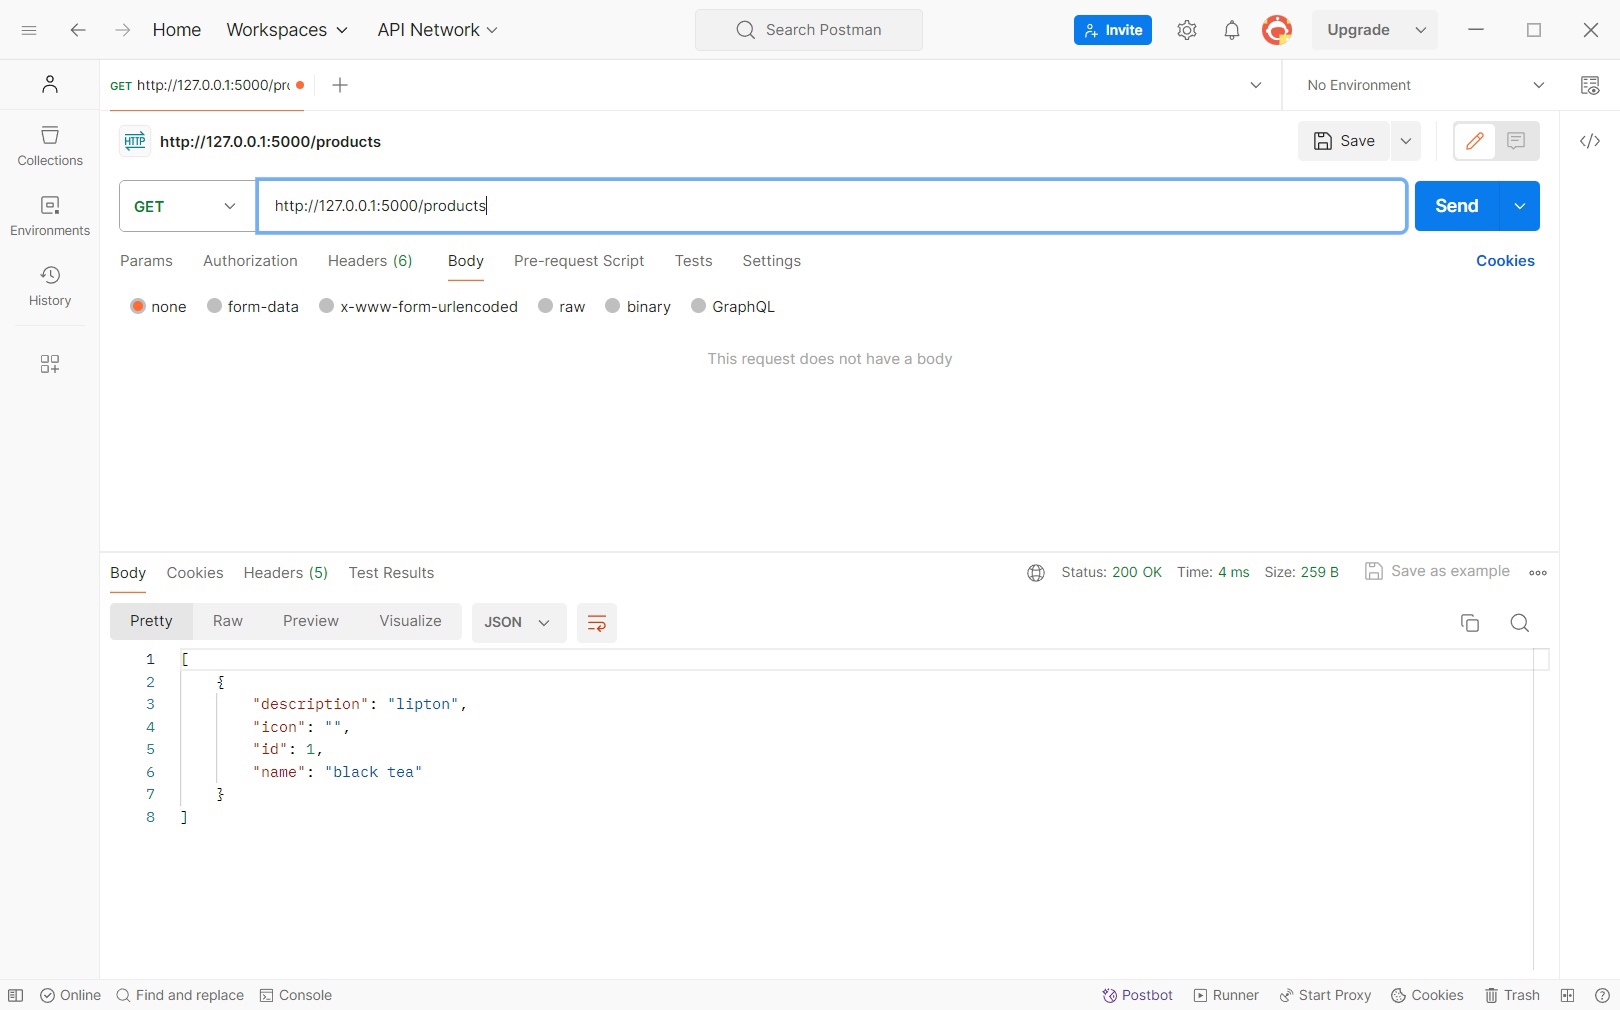 Home Workspaces API Network Search Postman Invite Upgrade
GET http://127.0.0.1:5000/pro No Environment
HTTP http://127.0.0.1:5000/products Save
Collections
GET http://127.0.0.1:5000/products Send
Environments
Params Authorization Headers (6) Body Pre-request Script Tests Settings Cookies
History
none form-data x-www-form-urlencoded raw binary GraphQL
This request does not have a body
Body Cookies Headers (5) Test Results Status: 200 OK Time: 4 ms Size: 259 B Save as example
Pretty Raw Preview Visualize JSON
1 [
2 {
3 "description": "lipton",
4 "icon": "",
5 "id": 1,
6 "name": "black tea"
7 }
8 ]
Online Find and replace Console Postbot Runner Start Proxy Cookies Trash